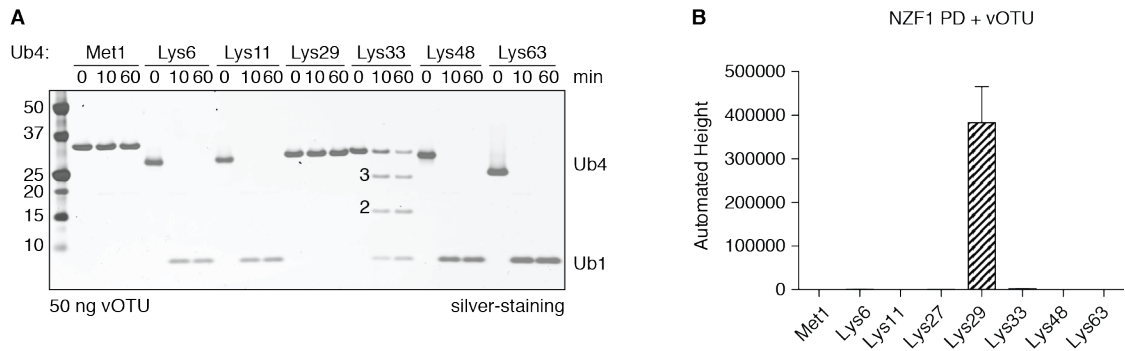 A
Ub4: Met1 Lys6 Lys11 Lys29 Lys33 Lys48 Lys63
0 10 60 0 10 60 0 10 60 0 10 60 0 10 60 0 10 60 0 10 60 min
50
37
25
20
15
10
3
2
Ub4
Ub1
50 ng vOTU silver-staining
B
NZF1 PD + vOTU
Automated Height
500000
400000
300000
200000
100000
0
Met1 Lys6 Lys11 Lys27 Lys29 Lys33 Lys48 Lys63